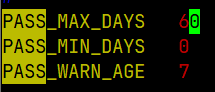 PASS_MAX_DAYS 60
PASS_MIN_DAYS 0
PASS_WARN_AGE 7